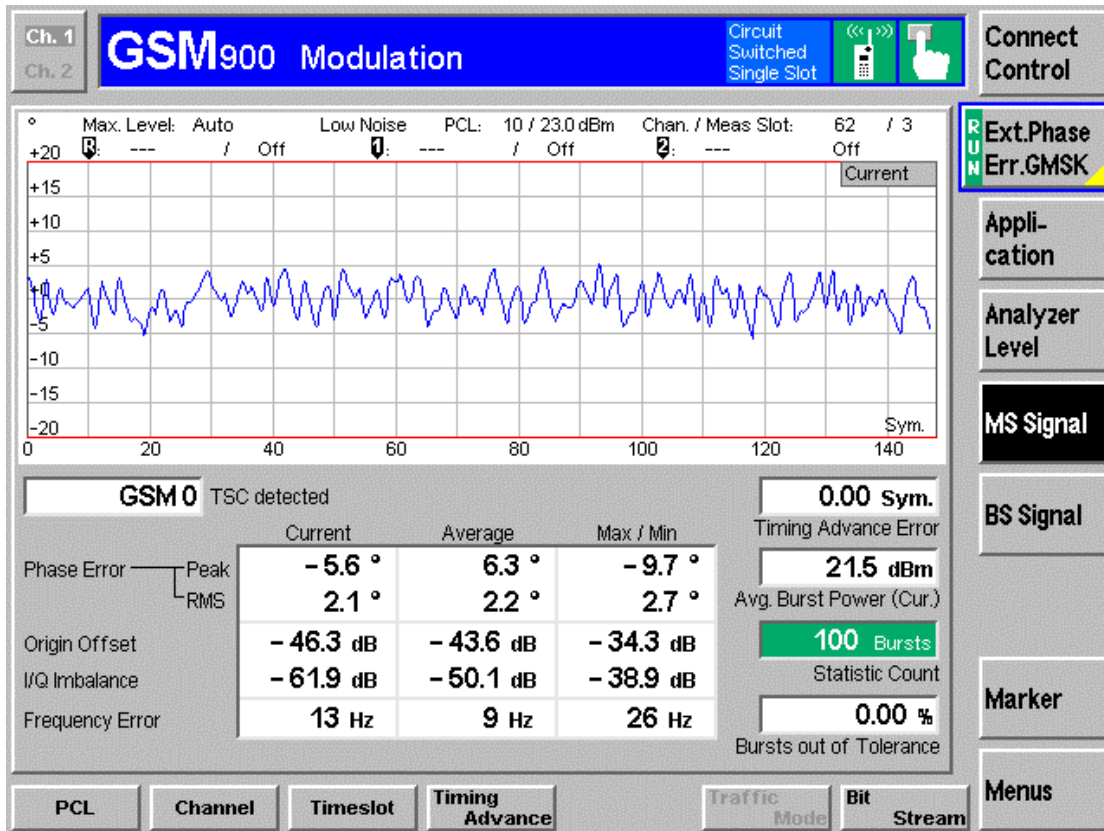 Ch. 1
Ch. 2
GSM900 Modulation
Circuit
Switched
Single Slot
Connect
Control
° Max. Level: Auto Low Noise PCL: 10 / 23.0 dBm Chan. / Meas Slot: 62 / 3
R: --- / Off 1: --- / Off 2: --- Off
+20
Current
+15
+10
+5
+0
-5
-10
-15
-20
Sym.
0 20 40 60 80 100 120 140
RUN
Ext.Phase
Err.GMSK
Appli-
cation
Analyzer
Level
MS Signal
BS Signal
Marker
Menus
GSM 0 TSC detected
Current Average Max / Min
Phase Error Peak -5.6 ° 6.3 ° -9.7 °
RMS 2.1 ° 2.2 ° 2.7 °
Origin Offset -46.3 dB -43.6 dB -34.3 dB
I/Q Imbalance -61.9 dB -50.1 dB -38.9 dB
Frequency Error 13 Hz 9 Hz 26 Hz
0.00 Sym.
Timing Advance Error
21.5 dBm
Avg. Burst Power (Cur.)
100 Bursts
Statistic Count
0.00 %
Bursts out of Tolerance
PCL
Channel
Timeslot
Timing
Advance
Traffic
Mode
Bit
Stream